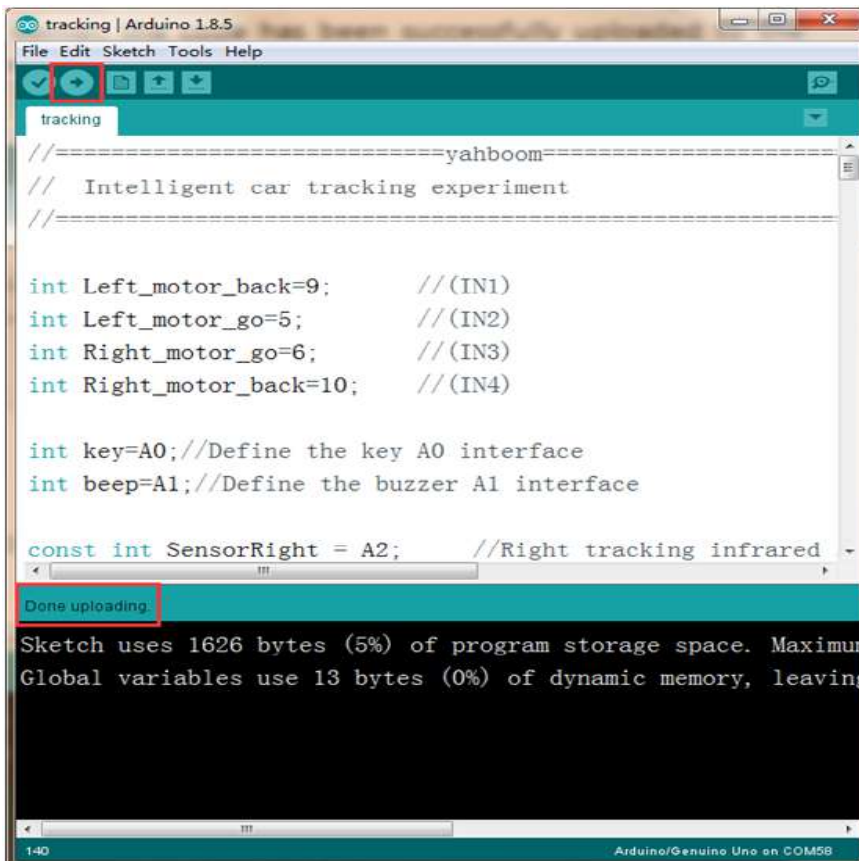 tracking | Arduino 1.8.5
File Edit Sketch Tools Help
tracking
//============================yahboom=====================
//  Intelligent car tracking experiment
//=========================================================
int Left_motor_back=9;      //(IN1)
int Left_motor_go=5;        //(IN2)
int Right_motor_go=6;       //(IN3)
int Right_motor_back=10;    //(IN4)
int key=A0;//Define the key A0 interface
int beep=A1;//Define the buzzer A1 interface
const int SensorRight = A2;     //Right tracking infrared
Done uploading.
Sketch uses 1626 bytes (5%) of program storage space. Maximum
Global variables use 13 bytes (0%) of dynamic memory, leaving
140
Arduino/Genuino Uno on COM58